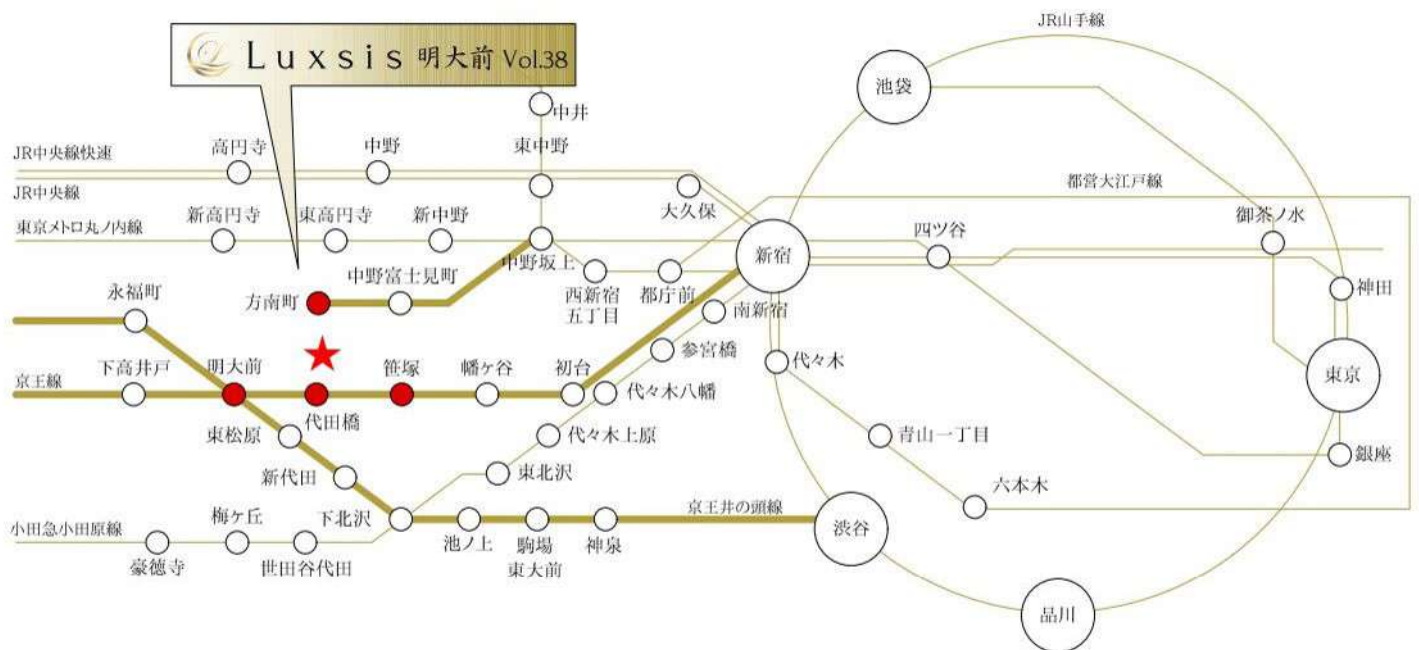 Luxsis 明大前 Vol.38
JR山手線
池袋
中井
JR中央線快速
高円寺
中野
東中野
JR中央線
大久保
都営大江戸線
東京メトロ丸ノ内線
新高円寺
東高円寺
新中野
中野坂上
新宿
四ツ谷
御茶ノ水
中野富士見町
方南町
西新宿
五丁目
都庁前
南新宿
神田
永福町
参宮橋
代々木
東京
京王線
下高井戸
明大前
代田橋
笹塚
幡ヶ谷
初台
代々木八幡
東松原
代々木上原
青山一丁目
銀座
新代田
東北沢
六本木
小田急小田原線
梅ヶ丘
下北沢
京王井の頭線
渋谷
豪徳寺
世田谷代田
池ノ上
駒場
東大前
神泉
品川